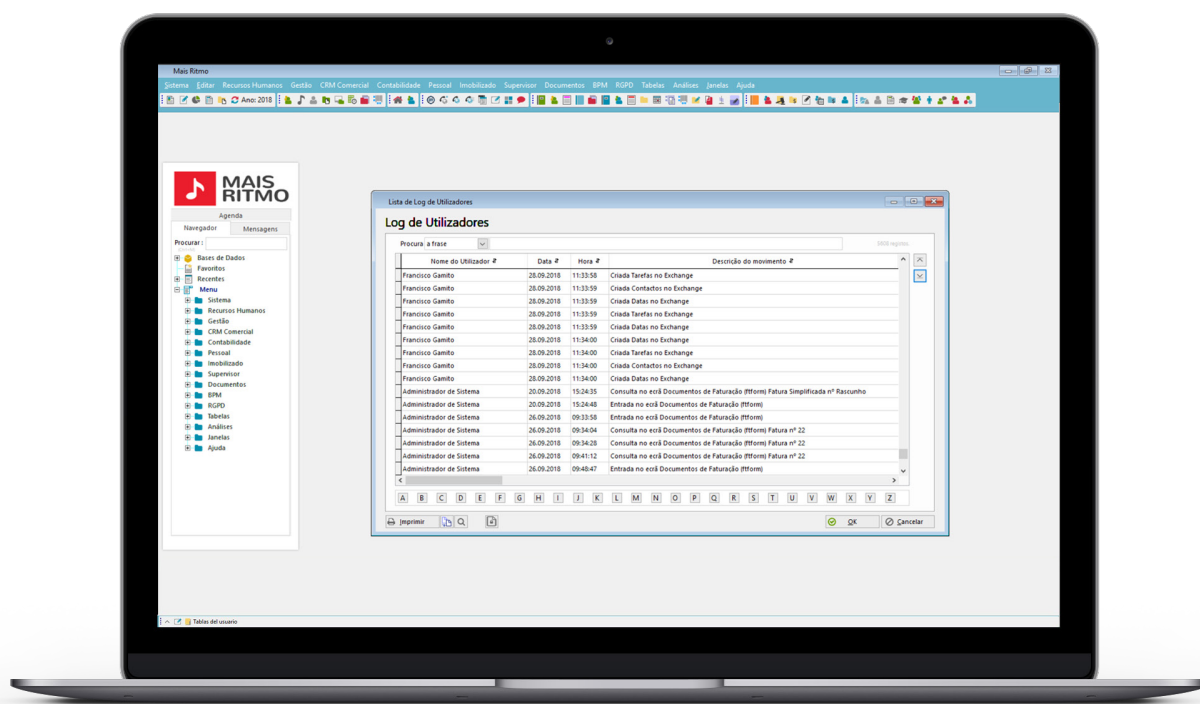 Mais Ritmo
Sistema Editar Recursos Humanos Gestão CRM Comercial Contabilidade Pessoal Imobilizado Supervisor Documentos BPM RGPD Tabelas Análises Janelas Ajuda
Ano: 2018
MAIS
RITMO
Agenda
Navegador Mensagens
Procurar :
Bases de Dados
Favoritos
Recentes
Menu
Sistema
Recursos Humanos
Gestão
CRM Comercial
Contabilidade
Pessoal
Imobilizado
Supervisor
Documentos
BPM
RGPD
Tabelas
Análises
Janelas
Ajuda
Lista de Log de Utilizadores
Log de Utilizadores
Procura a frase registos
Nome do Utilizador Data Hora Descrição do movimento
Francisco Gamito 28.09.2018 11:33:58 Criada Tarefas no Exchange
Francisco Gamito 28.09.2018 11:33:59 Criada Contactos no Exchange
Francisco Gamito 28.09.2018 11:33:59 Criada Datas no Exchange
Francisco Gamito 28.09.2018 11:33:59 Criada Tarefas no Exchange
Francisco Gamito 28.09.2018 11:33:59 Criada Datas no Exchange
Francisco Gamito 28.09.2018 11:34:00 Criada Datas no Exchange
Francisco Gamito 28.09.2018 11:34:00 Criada Tarefas no Exchange
Francisco Gamito 28.09.2018 11:34:00 Criada Contactos no Exchange
Francisco Gamito 28.09.2018 11:34:00 Criada Datas no Exchange
Administrador de Sistema 20.09.2018 15:24:35 Consulta no ecrã Documentos de Faturação (ftform) Fatura Simplificada nº Rascunho
Administrador de Sistema 20.09.2018 15:24:48 Entrada no ecrã Documentos de Faturação (ftform)
Administrador de Sistema 26.09.2018 09:33:58 Entrada no ecrã Documentos de Faturação (ftform)
Administrador de Sistema 26.09.2018 09:34:04 Consulta no ecrã Documentos de Faturação (ftform) Fatura nº 22
Administrador de Sistema 26.09.2018 09:34:28 Consulta no ecrã Documentos de Faturação (ftform) Fatura nº 22
Administrador de Sistema 26.09.2018 09:41:12 Consulta no ecrã Documentos de Faturação (ftform) Fatura nº 22
Administrador de Sistema 26.09.2018 09:48:47 Entrada no ecrã Documentos de Faturação (ftform)
A B C D E F G H I J K L M N O P Q R S T U V W X Y Z
Imprimir OK Cancelar
Tablas del usuario